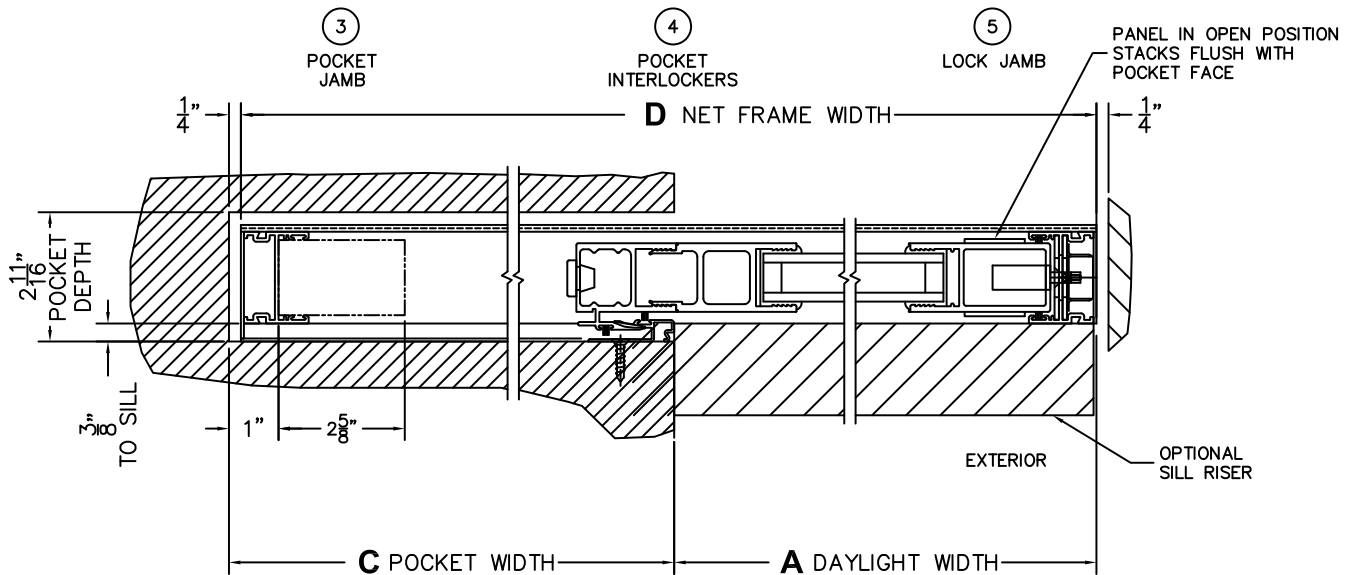 3
POCKET
JAMB
4
POCKET
INTERLOCKERS
5
LOCK JAMB
PANEL IN OPEN POSITION
STACKS FLUSH WITH
POCKET FACE
1/4"
D NET FRAME WIDTH
1/4"
2 11/16"
POCKET
DEPTH
3/8"
TO SILL
1"
2 5/8"
EXTERIOR
OPTIONAL
SILL RISER
C POCKET WIDTH
A DAYLIGHT WIDTH